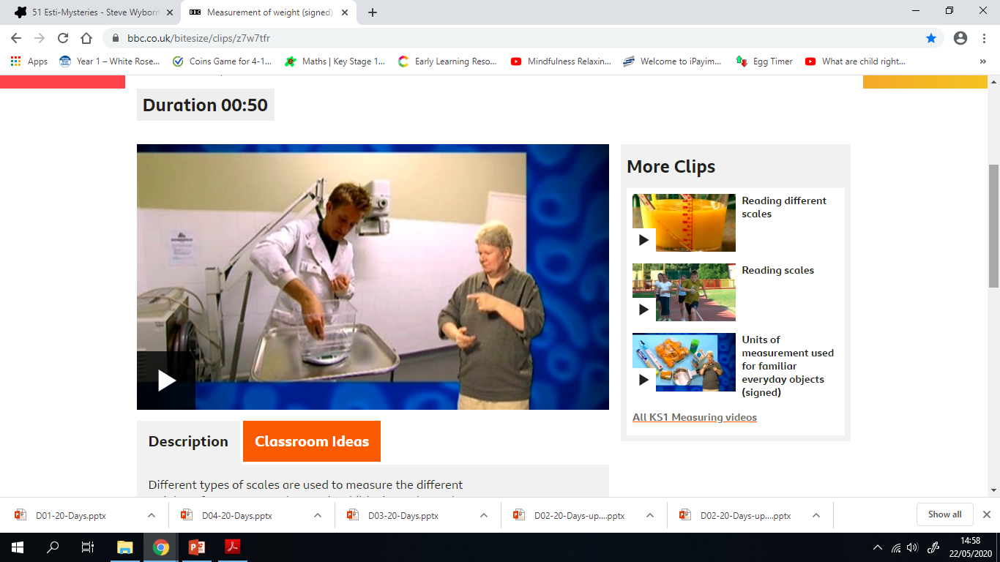 51 Esti-Mysteries - Steve Wyborn
BBC Measurement of weight (signed)
bbc.co.uk/bitesize/clips/z7w7tfr
Apps Year 1 – White Rose... Coins Game for 4-1... Maths | Key Stage 1... Early Learning Reso... Mindfulness Relaxin... Welcome to iPayim... Egg Timer What are child right... »
Duration 00:50
More Clips
Reading different
scales
Reading scales
Units of
measurement used
for familiar
everyday objects
(signed)
All KS1 Measuring videos
Description
Classroom Ideas
Different types of scales are used to measure the different
D01-20-Days.pptx
D04-20-Days.pptx
D03-20-Days.pptx
D02-20-Days-up....pptx
D02-20-Days-up....pptx
Show all
14:58
22/05/2020